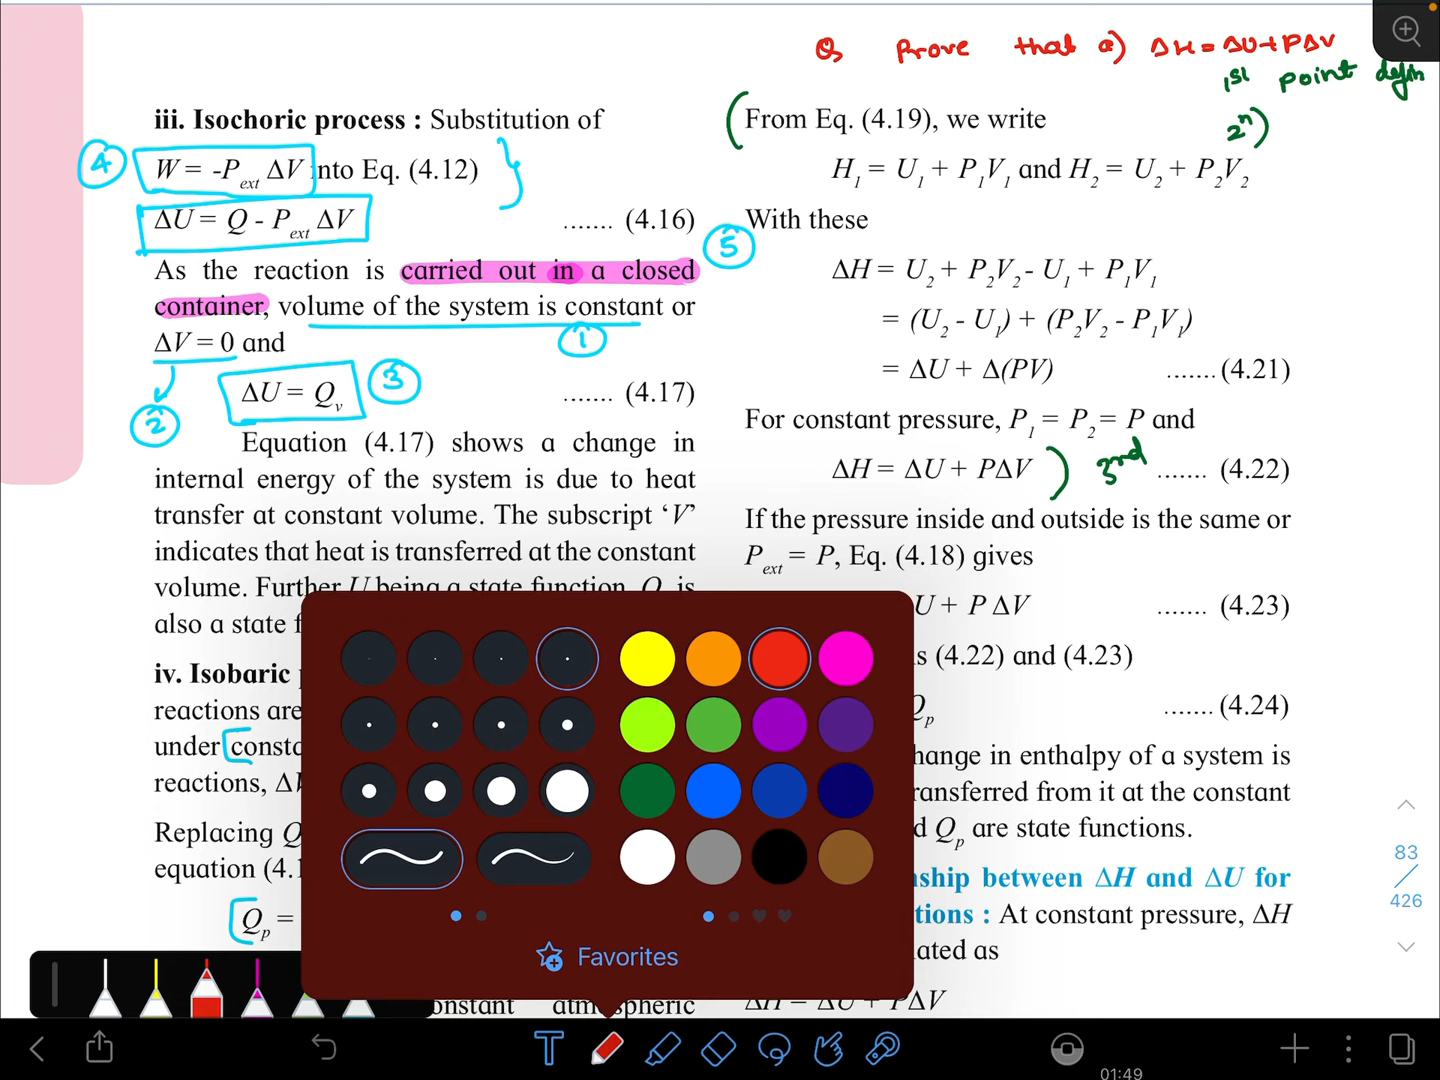 Q Prove that a) ΔH = ΔU + PΔV
1st point defn
iii. Isochoric process : Substitution of
4 W = -Pext ΔV into Eq. (4.12)
ΔU = Q - Pext ΔV ....... (4.16)
As the reaction is carried out in a closed
container, volume of the system is constant or
1
ΔV = 0 and
2
ΔU = Qv 3 ....... (4.17)
Equation (4.17) shows a change in
internal energy of the system is due to heat
transfer at constant volume. The subscript ‘V’
indicates that heat is transferred at the constant
volume. Further U being a state function, Q is
also a state f
iv. Isobaric
reactions are
under consta
reactions, Δ
Replacing Q
equation (4.1
Qp =
onstant atmospheric
(From Eq. (4.19), we write 2n)
H1 = U1 + P1V1 and H2 = U2 + P2V2
With these
5
ΔH = U2 + P2V2 - U1 + P1V1
= (U2 - U1) + (P2V2 - P1V1)
= ΔU + Δ(PV) .......(4.21)
For constant pressure, P1 = P2 = P and
ΔH = ΔU + PΔV ) 3rd ....... (4.22)
If the pressure inside and outside is the same or
Pext = P, Eq. (4.18) gives
U + P ΔV ....... (4.23)
s (4.22) and (4.23)
Qp ....... (4.24)
hange in enthalpy of a system is
ransferred from it at the constant
d Qp are state functions.
nship between ΔH and ΔU for
tions : At constant pressure, ΔH
ated as
ΔH = ΔU + PΔV
83
/
426
Favorites
T
01:49